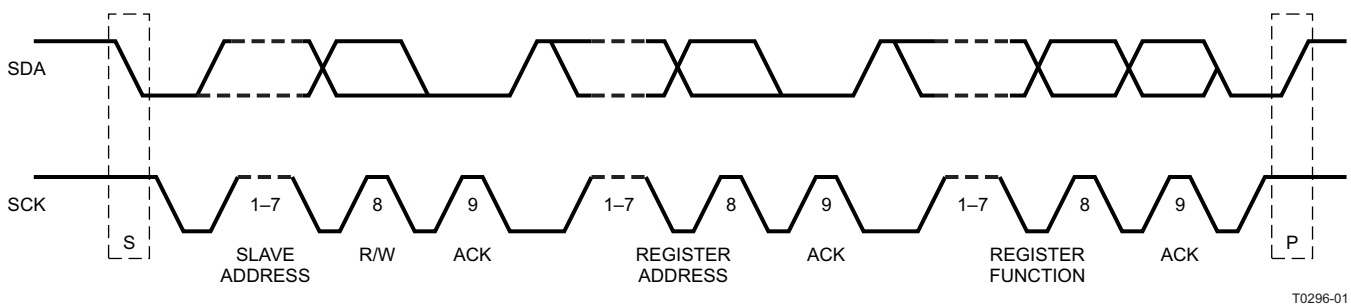 SDA
SCK
1–7
8
9
1–7
8
9
1–7
8
9
S
P
SLAVE
ADDRESS
R/W
ACK
REGISTER
ADDRESS
ACK
REGISTER
FUNCTION
ACK
T0296-01